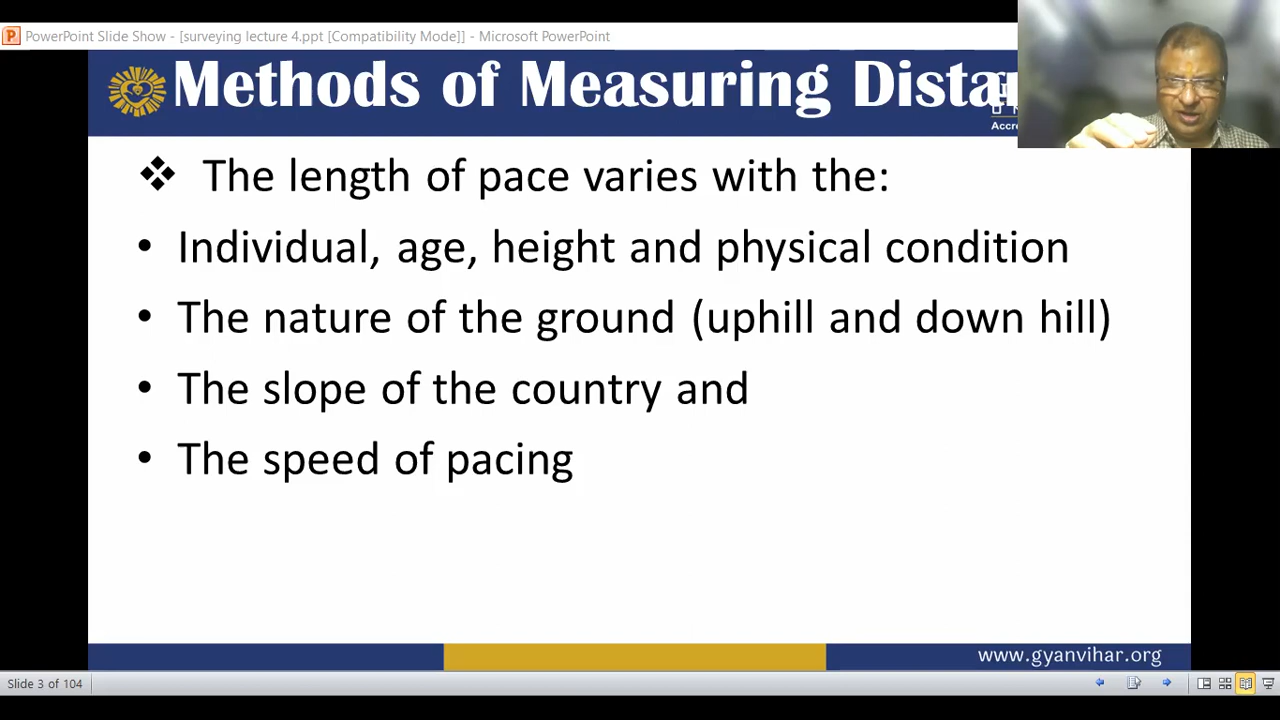 PowerPoint Slide Show - [surveying lecture 4.ppt [Compatibility Mode]] - Microsoft PowerPoint
Methods of Measuring
❖ The length of pace varies with the:
• Individual, age, height and physical condition
• The nature of the ground (uphill and down hill)
• The slope of the country and
• The speed of pacing
www.gyanvihar.org
Slide 3 of 104